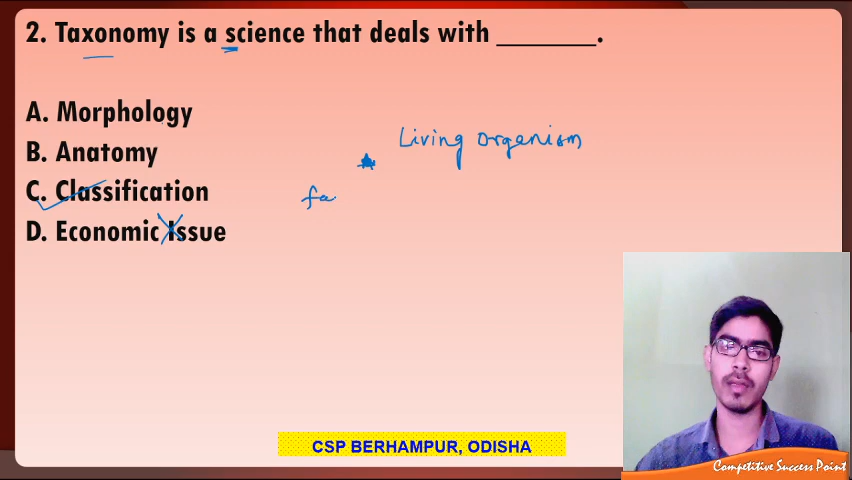 2. Taxonomy is a science that deals with ________.
A. Morphology
B. Anatomy
C. Classification
D. Economic Issue
Living organism
fa
CSP BERHAMPUR, ODISHA
Competitive Success Point